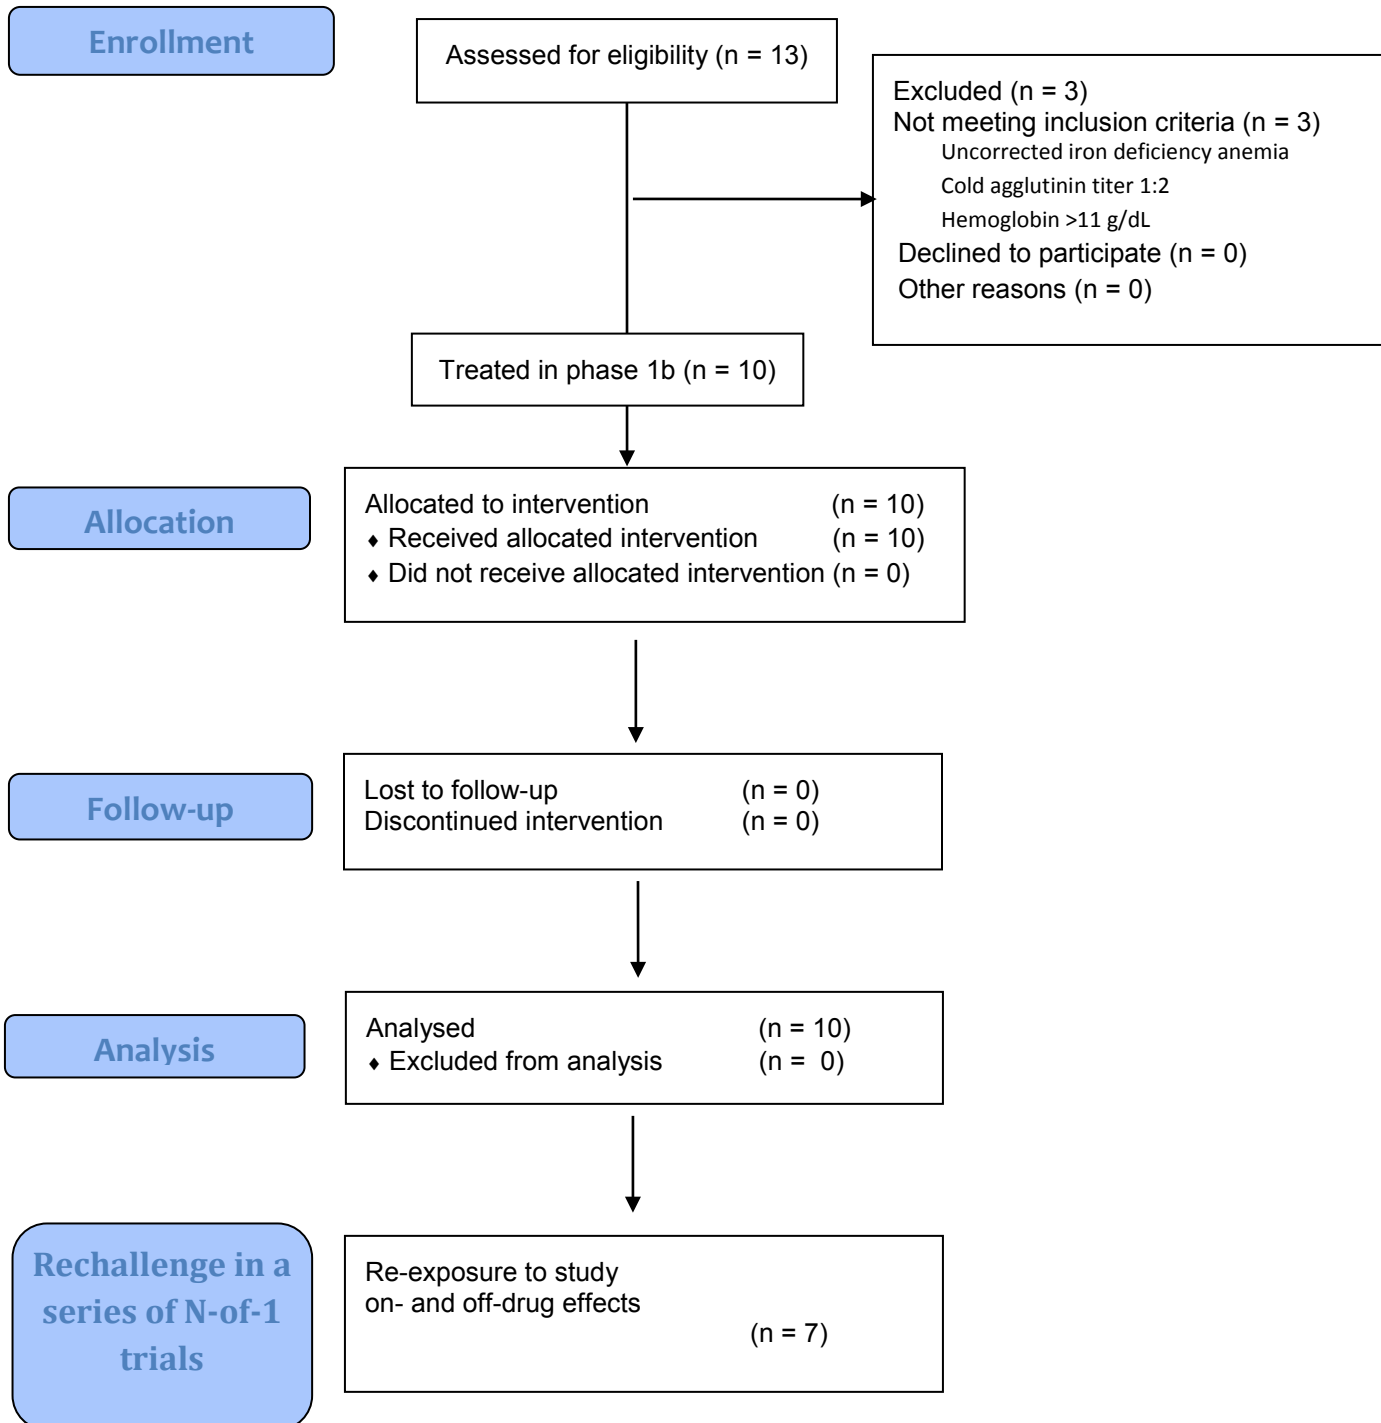 Enrollment
Assessed for eligibility (n = 13)
Excluded (n = 3)
Not meeting inclusion criteria (n = 3)
Uncorrected iron deficiency anemia
Cold agglutinin titer 1:2
Hemoglobin >11 g/dL
Declined to participate (n = 0)
Other reasons (n = 0)
Treated in phase 1b (n = 10)
Allocation
Allocated to intervention (n = 10)
♦ Received allocated intervention (n = 10)
♦ Did not receive allocated intervention (n = 0)
Follow-up
Lost to follow-up (n = 0)
Discontinued intervention (n = 0)
Analysis
Analysed (n = 10)
♦ Excluded from analysis (n =  0)
Rechallenge in a
series of N-of-1
trials
Re-exposure to study
on- and off-drug effects
(n = 7)